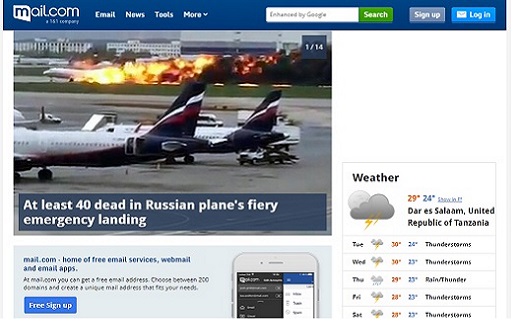 mail.com
a 1&1 company
Email News Tools More
Enhanced by Google
Search
Sign up
Log in
1 / 14
At least 40 dead in Russian plane's fiery
emergency landing
Weather
29° 24° Show in F?
Dar es Salaam, United
Republic of Tanzania
Tue 30° 24° Thunderstorms
Wed 30° 23° Thunderstorms
Thu 29° 23° Rain/Thunder
Fri 28° 23° Thunderstorms
Sat 28° 23° Thunderstorms
mail.com - home of free email services, webmail
and email apps.
At mail.com you can get a free email address. Choose between 200
domains and create a unique mail address that fits your needs.
Free Sign up
mail.com